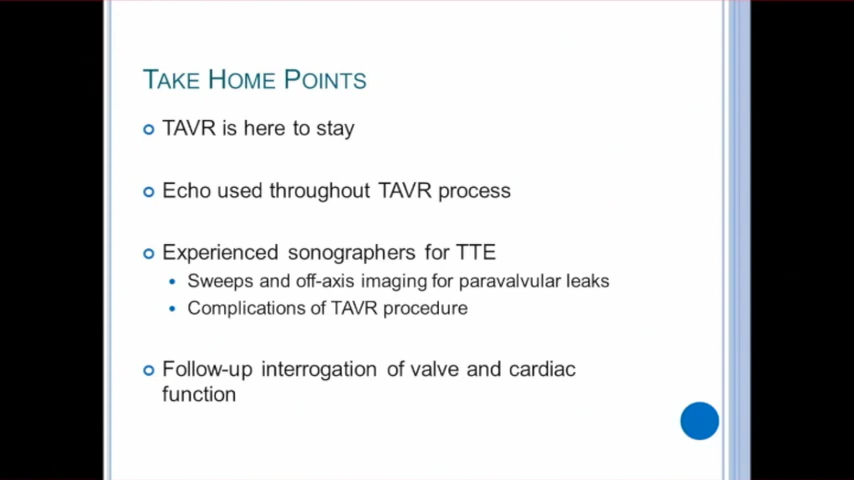 TAKE HOME POINTS
TAVR is here to stay
Echo used throughout TAVR process
Experienced sonographers for TTE
Sweeps and off-axis imaging for paravalvular leaks
Complications of TAVR procedure
Follow-up interrogation of valve and cardiac
function